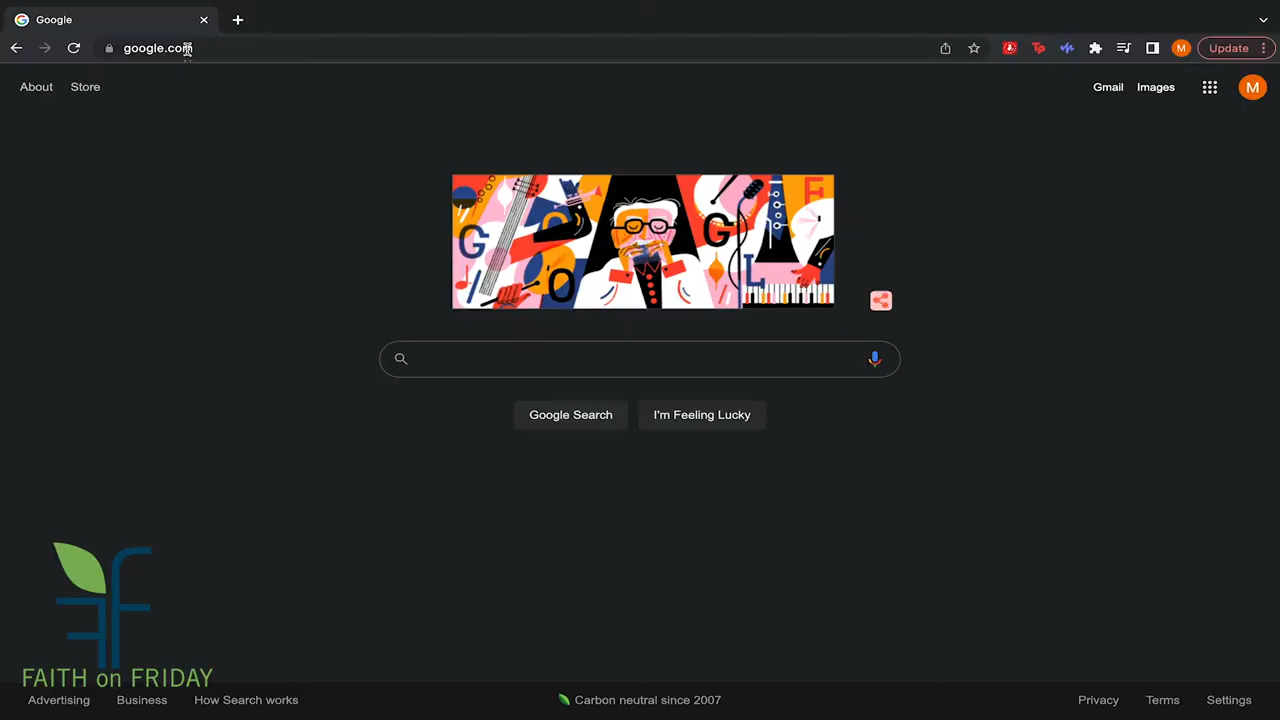 Google
google.com
Update
About
Store
Gmail
Images
M
M
G O O G L E
Google Search
I'm Feeling Lucky
FAITH on FRIDAY
Advertising
Business
How Search works
Carbon neutral since 2007
Privacy
Terms
Settings